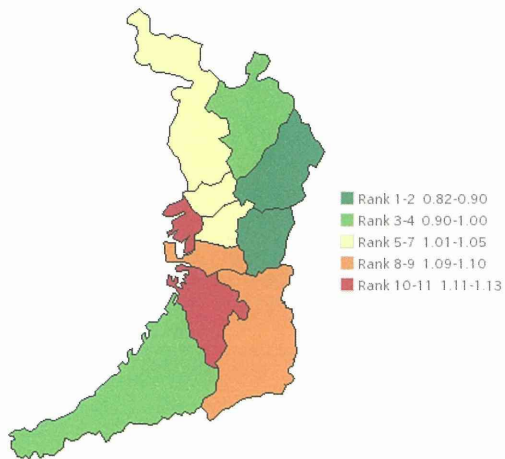 Rank 1-2 0.82-0.90
Rank 3-4 0.90-1.00
Rank 5-7 1.01-1.05
Rank 8-9 1.09-1.10
Rank 10-11 1.11-1.13